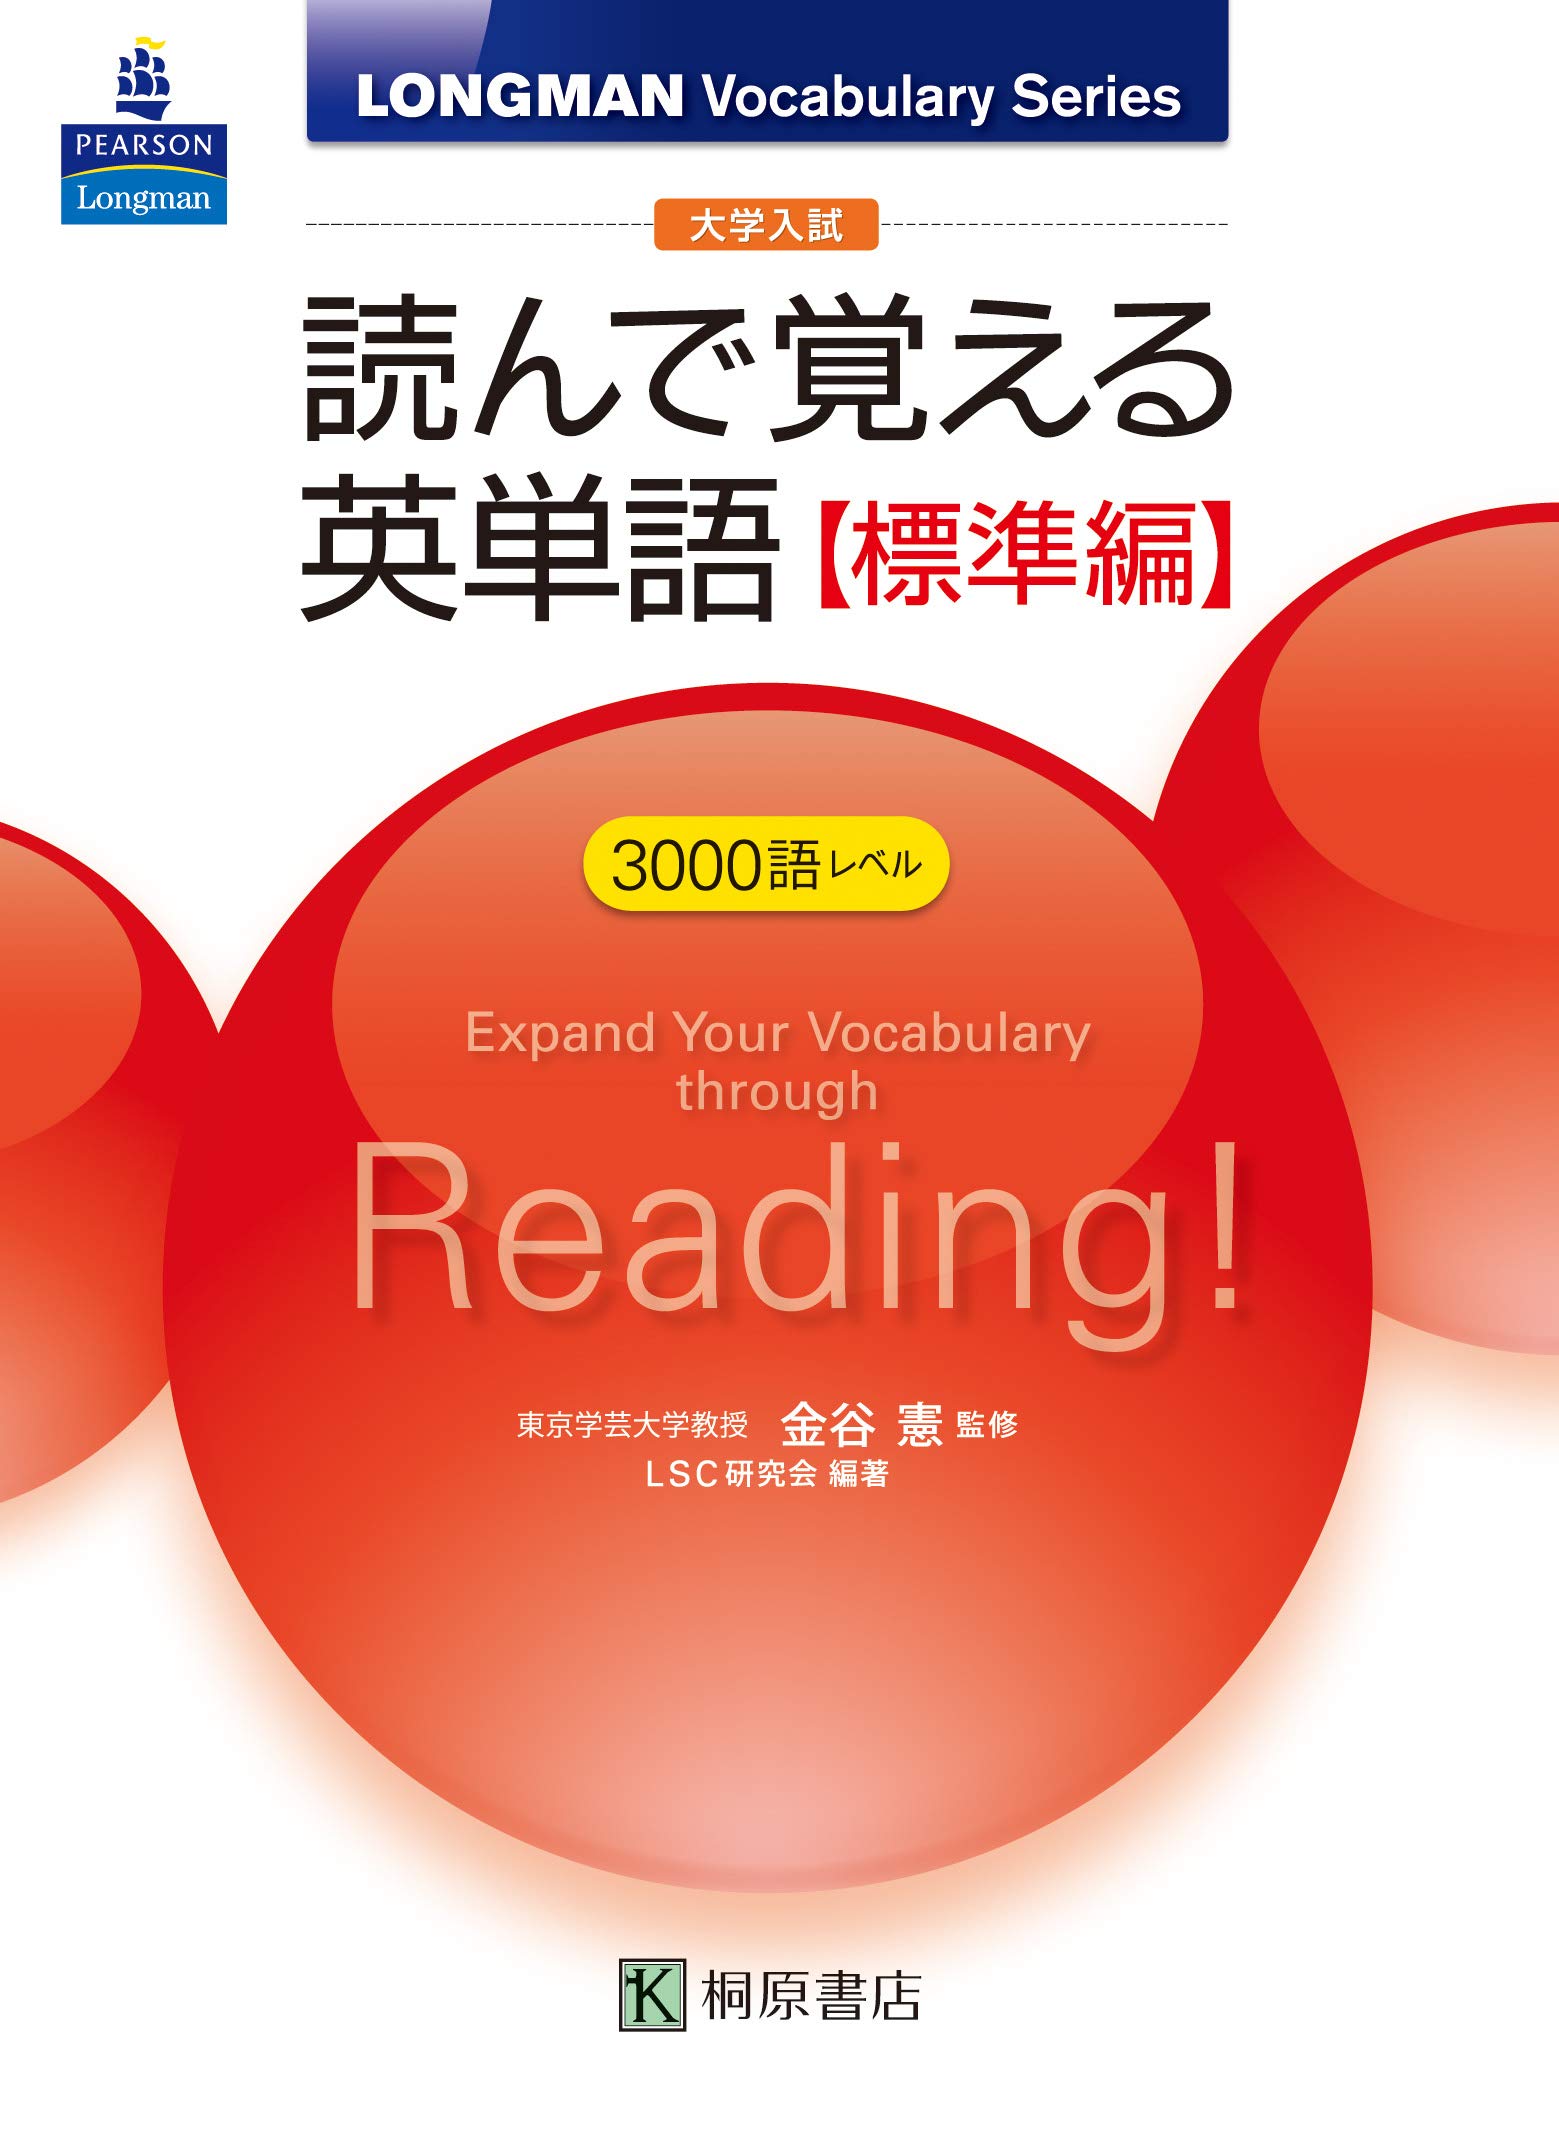 PEARSON
Longman
LONGMAN Vocabulary Series
大学入試
読んで覚える
英単語【標準編】
3000語レベル
Expand Your Vocabulary
through
Reading!
東京学芸大学教授 金谷 憲 監修
LSC研究会 編著
K 桐原書店